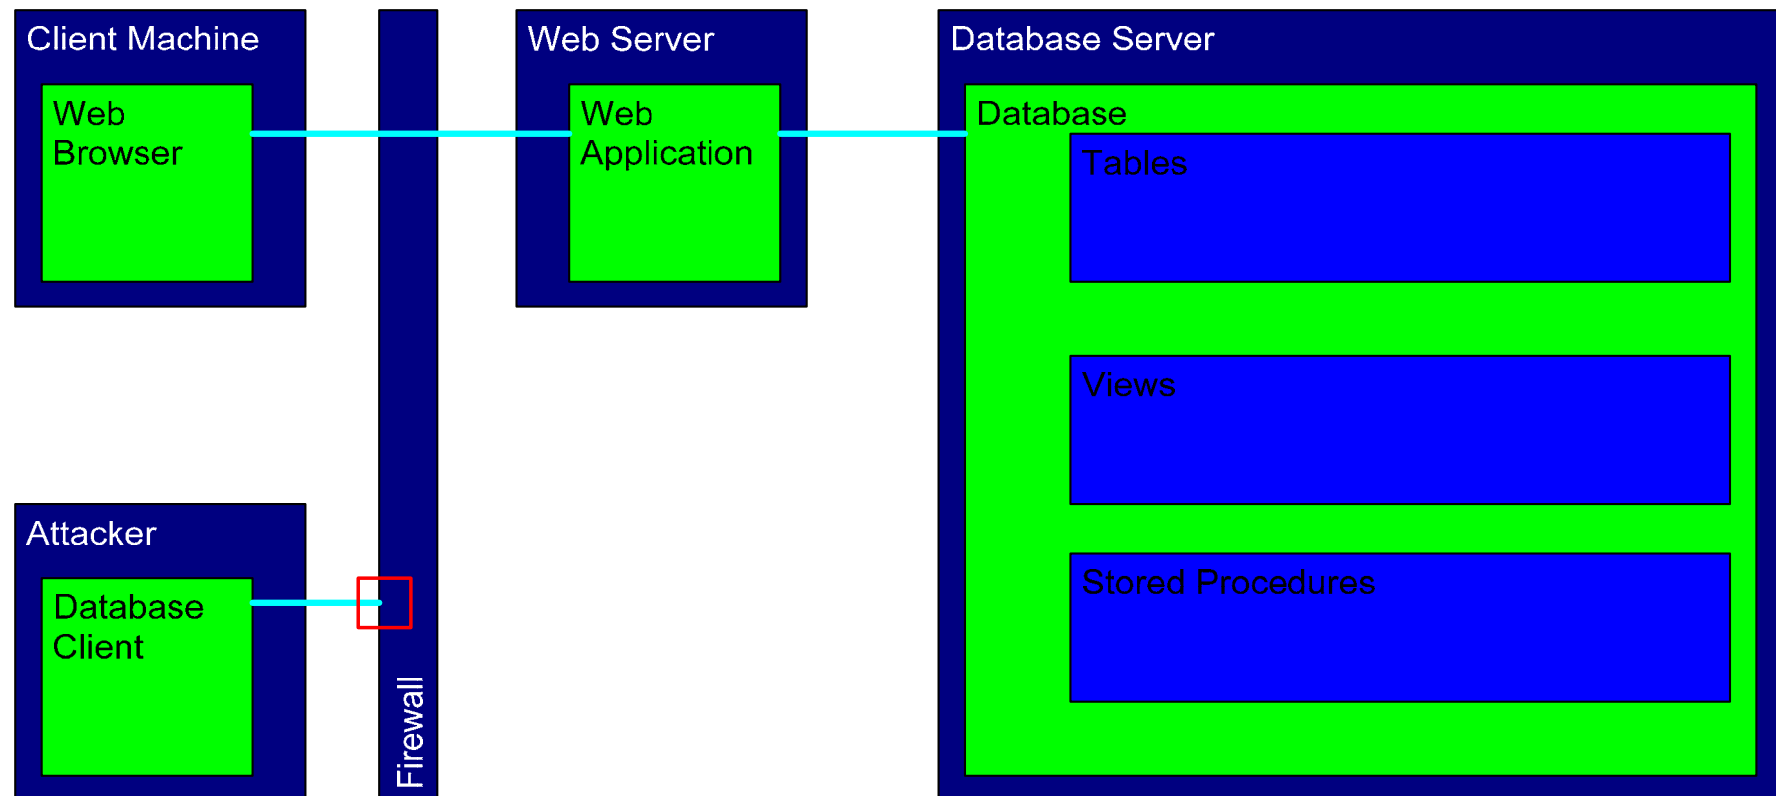 Client Machine
Web
Browser
Web Server
Web
Application
Database Server
Database
Tables
Views
Stored Procedures
Attacker
Database
Client
Firewall